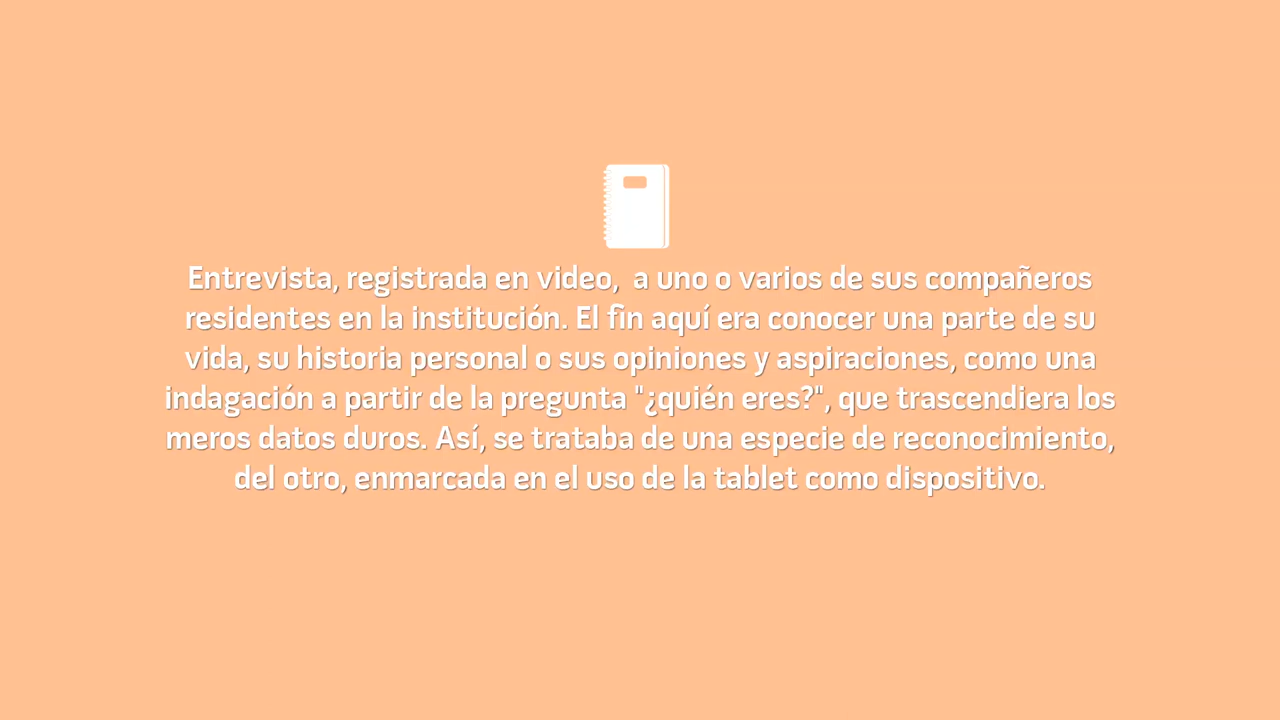 Entrevista, registrada en video,  a uno o varios de sus compañeros
residentes en la institución. El fin aquí era conocer una parte de su
vida, su historia personal o sus opiniones y aspiraciones, como una
indagación a partir de la pregunta "¿quién eres?", que trascendiera los
meros datos duros. Así, se trataba de una especie de reconocimiento,
del otro, enmarcada en el uso de la tablet como dispositivo.